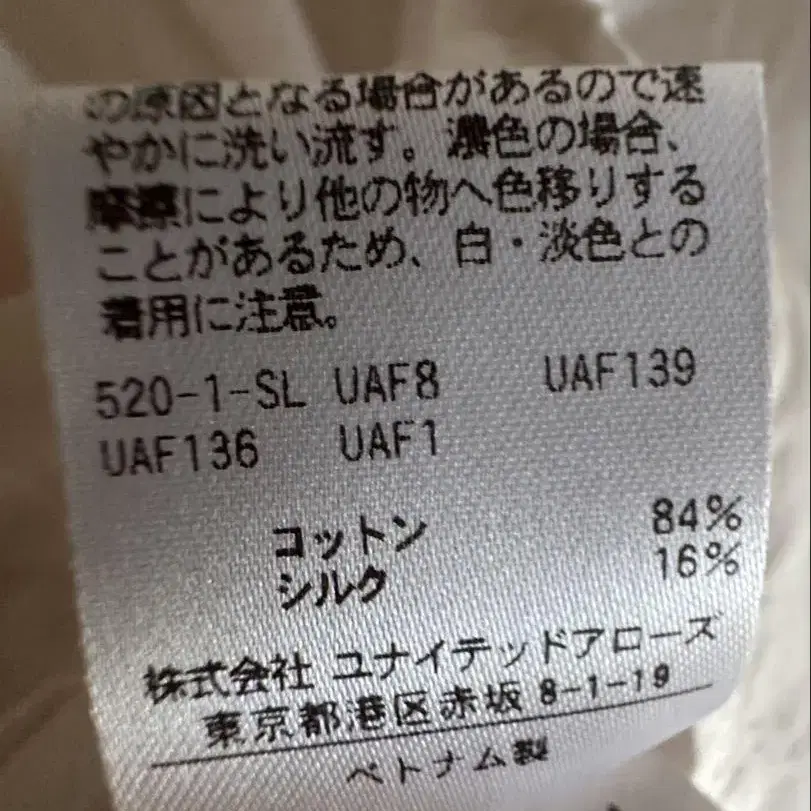 の原因となる場合があるので速
やかに洗い流す。濃色の場合、
摩擦により他の物へ色移りする
ことがあるため、白・淡色との
着用に注意。
520-1-SL UAF8 UAF139
UAF136 UAF1
コットン 84%
シルク 16%
株式会社 ユナイテッドアローズ
東京都港区赤坂 8-1-19
ベトナム製